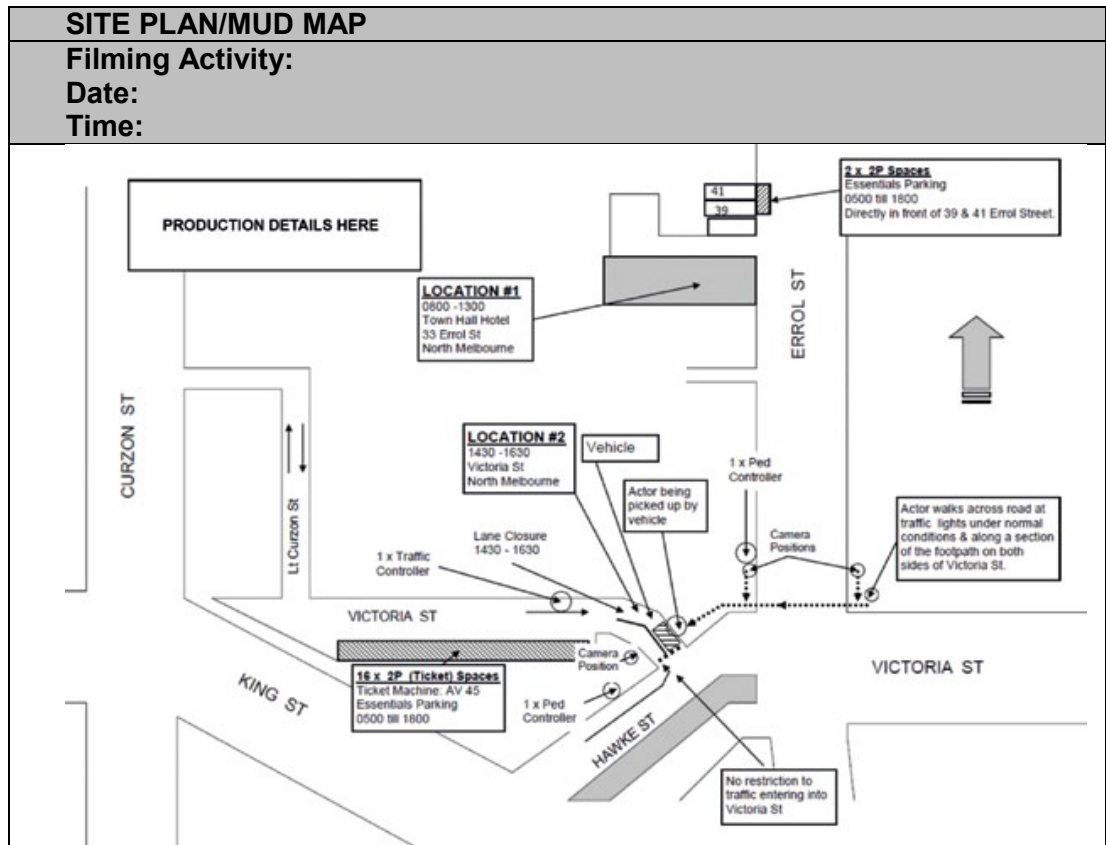 SITE PLAN/MUD MAP
Filming Activity:
Date:
Time:
PRODUCTION DETAILS HERE
41
39
2 x 2P Spaces
Essentials Parking
0500 till 1800
Directly in front of 39 & 41 Errol Street.
LOCATION #1
0800 -1300
Town Hall Hotel
33 Errol St
North Melbourne
ERROL ST
CURZON ST
Lt Curzon St
LOCATION #2
1430 -1630
Victoria St
North Melbourne
Vehicle
Actor being
picked up by
vehicle
1 x Ped
Controller
Camera
Positions
Actor walks across road at
traffic lights under normal
conditions & along a section
of the footpath on both
sides of Victoria St.
Lane Closure
1430 - 1630
1 x Traffic
Controller
VICTORIA ST
Camera
Position
VICTORIA ST
KING ST
16 x 2P (Ticket) Spaces
Ticket Machine: AV 45
Essentials Parking
0500 till 1800
1 x Ped
Controller
HAWKE ST
No restriction to
traffic entering into
Victoria St